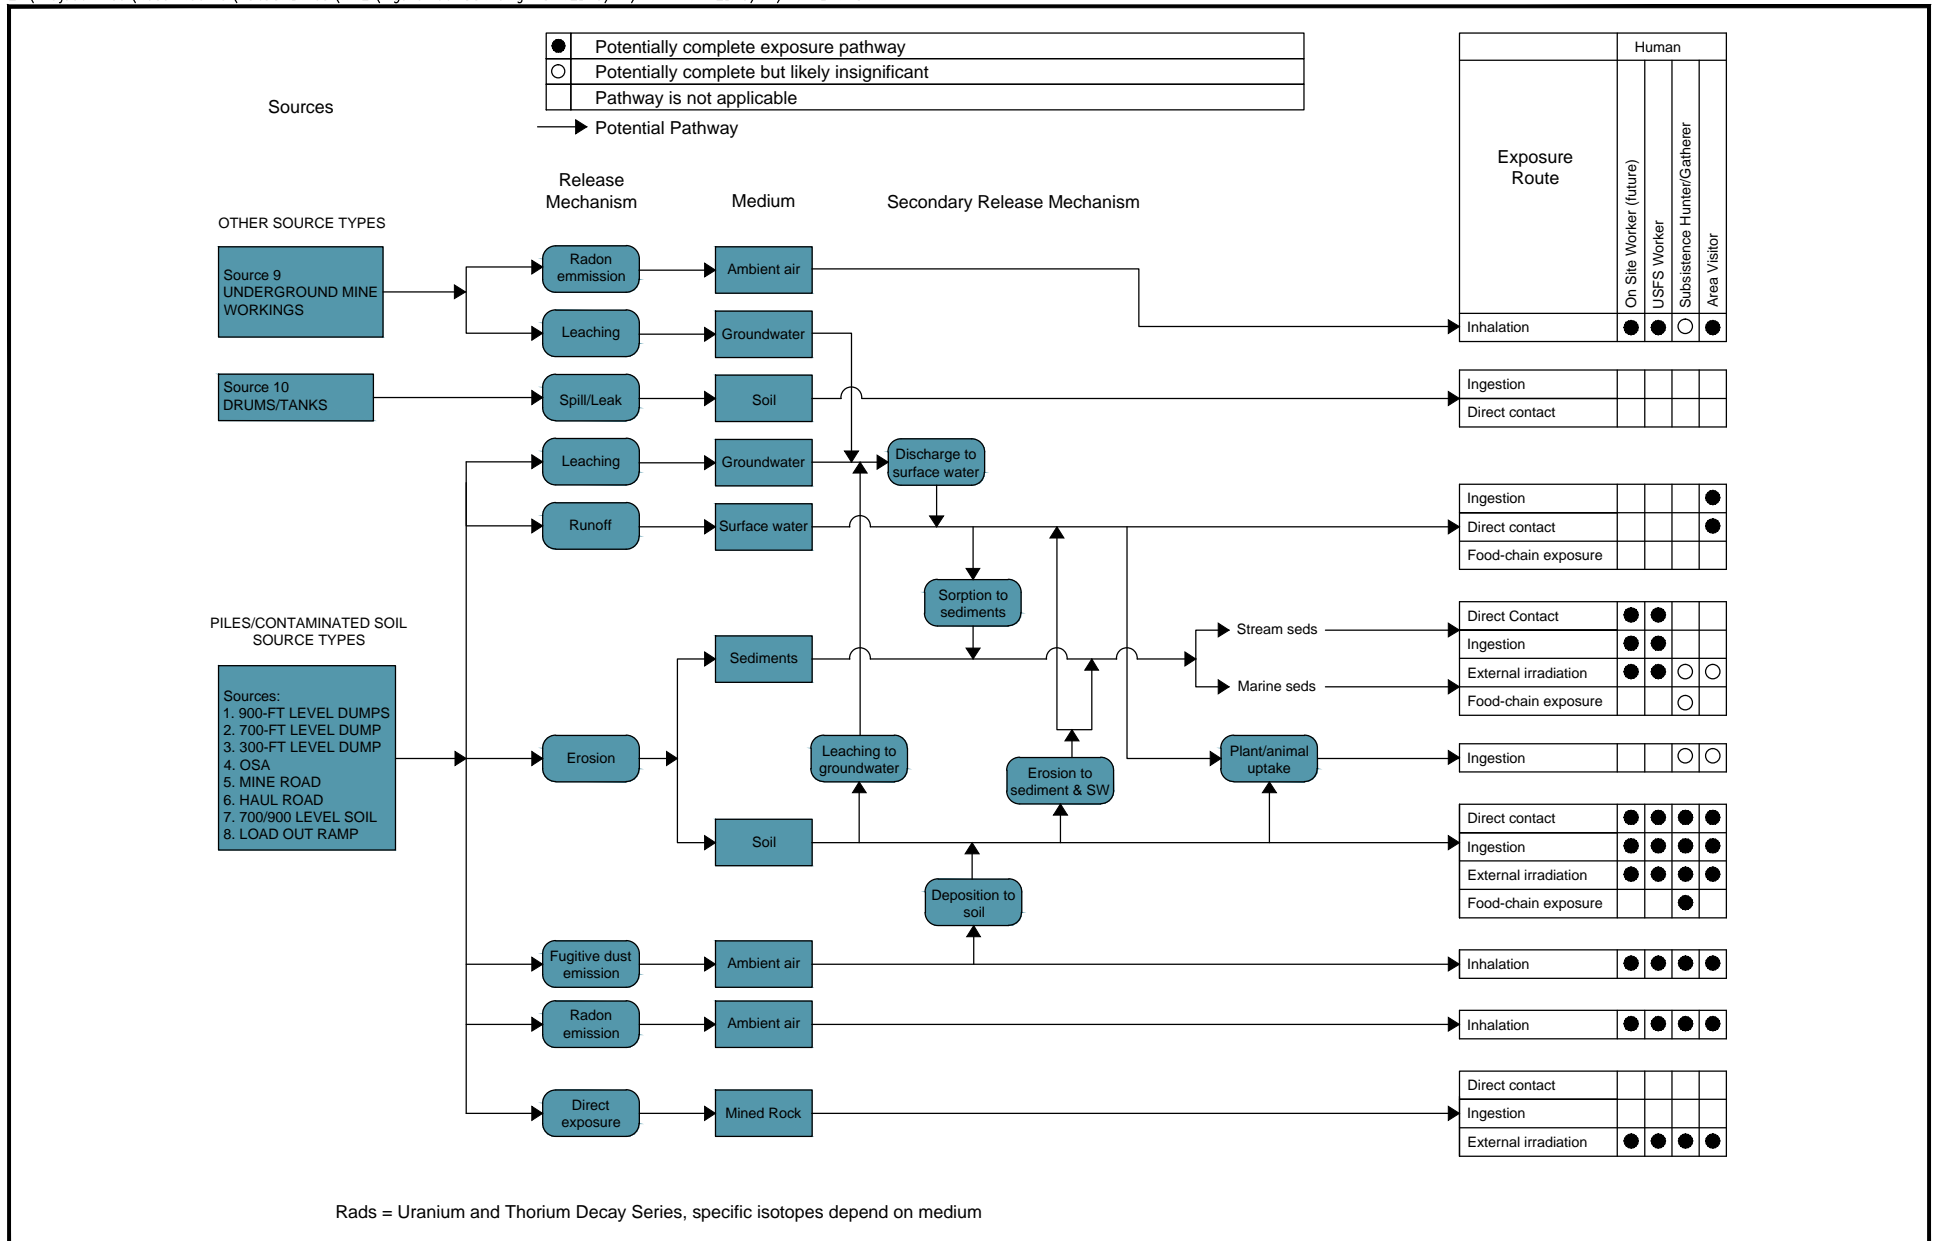 Potentially complete exposure pathway
Potentially complete but likely insignificant
Pathway is not applicable
Potential Pathway
Sources
Release
Mechanism
Medium
Secondary Release Mechanism
Human
Exposure
Route
On Site Worker (future)
USFS Worker
Subsistence Hunter/Gatherer
Area Visitor
OTHER SOURCE TYPES
Source 9
UNDERGROUND MINE
WORKINGS
Radon
emmission
Ambient air
Inhalation
Leaching
Groundwater
Source 10
DRUMS/TANKS
Spill/Leak
Soil
Ingestion
Direct contact
Leaching
Groundwater
Discharge to
surface water
Runoff
Surface water
Ingestion
Direct contact
Food-chain exposure
Sorption to
sediments
PILES/CONTAMINATED SOIL
SOURCE TYPES
Sources:
1. 900-FT LEVEL DUMPS
2. 700-FT LEVEL DUMP
3. 300-FT LEVEL DUMP
4. OSA
5. MINE ROAD
6. HAUL ROAD
7. 700/900 LEVEL SOIL
8. LOAD OUT RAMP
Erosion
Sediments
Stream seds
Marine seds
Direct Contact
Ingestion
External irradiation
Food-chain exposure
Leaching to
groundwater
Erosion to
sediment & SW
Plant/animal
uptake
Ingestion
Soil
Direct contact
Ingestion
External irradiation
Food-chain exposure
Deposition to
soil
Fugitive dust
emission
Ambient air
Inhalation
Radon
emission
Ambient air
Inhalation
Direct
exposure
Mined Rock
Direct contact
Ingestion
External irradiation
Rads = Uranium and Thorium Decay Series, specific isotopes depend on medium